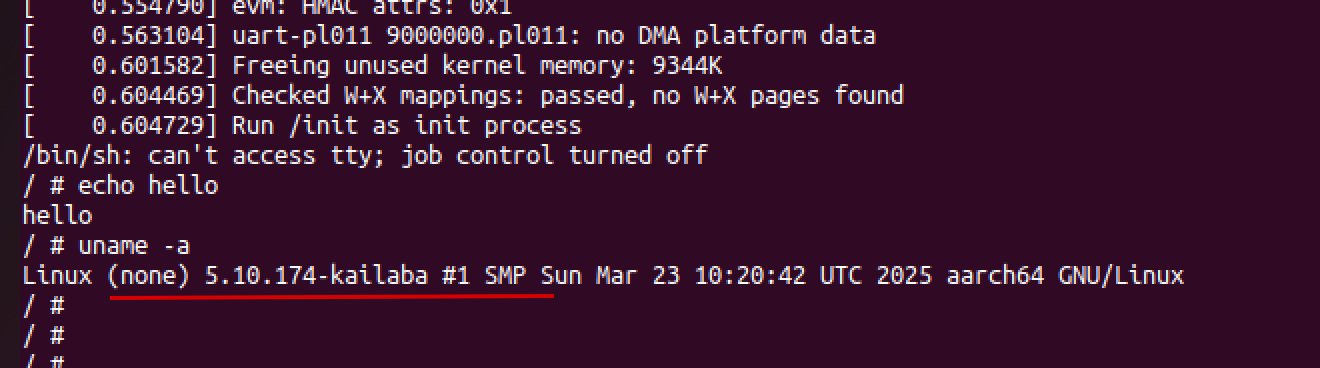 [    0.554790] evm: HMAC attrs: 0x1
[    0.563104] uart-pl011 9000000.pl011: no DMA platform data
[    0.601582] Freeing unused kernel memory: 9344K
[    0.604469] Checked W+X mappings: passed, no W+X pages found
[    0.604729] Run /init as init process
/bin/sh: can't access tty; job control turned off
/ # echo hello
hello
/ # uname -a
Linux (none) 5.10.174-kailaba #1 SMP Sun Mar 23 10:20:42 UTC 2025 aarch64 GNU/Linux
/ #
/ #
/ #